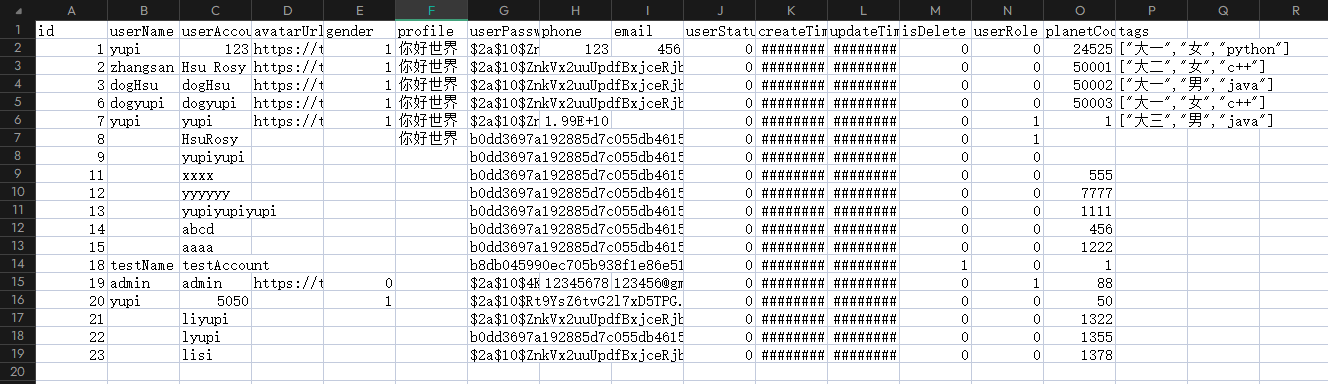 A B C D E F G H I J K L M N O P Q R
1 id userName userAccou avatarUrl gender profile userPassw phone email userStatu createTim updateTim isDelete userRole planetCod tags
2 1 yupi 123 https://t 1 你好世界 $2a$10$Zn 123 456 0 ######## ######## 0 0 24525 ["大一","女","python"]
3 2 zhangsan Hsu Rosy https://t 1 你好世界 $2a$10$ZnkVx2uuUpdfBxjceRjb 0 ######## ######## 0 0 50001 ["大二","女","c++"]
4 3 dogHsu dogHsu https://t 1 你好世界 $2a$10$ZnkVx2uuUpdfBxjceRjb 0 ######## ######## 0 0 50002 ["大一","男","java"]
5 6 dogyupi dogyupi https://t 1 你好世界 $2a$10$ZnkVx2uuUpdfBxjceRjb 0 ######## ######## 0 0 50003 ["大一","女","c++"]
6 7 yupi yupi https://t 1 你好世界 $2a$10$Zn 1.99E+10 0 ######## ######## 0 1 1 ["大三","男","java"]
7 8 HsuRosy 你好世界 b0dd3697a192885d7c055db4615 0 ######## ######## 0 1
8 9 yupiyupi b0dd3697a192885d7c055db4615 0 ######## ######## 0 0
9 11 xxxx b0dd3697a192885d7c055db4615 0 ######## ######## 0 0 555
10 12 yyyyyy b0dd3697a192885d7c055db4615 0 ######## ######## 0 0 7777
11 13 yupiyupiyupi b0dd3697a192885d7c055db4615 0 ######## ######## 0 0 1111
12 14 abcd b0dd3697a192885d7c055db4615 0 ######## ######## 0 0 456
13 15 aaaa b0dd3697a192885d7c055db4615 0 ######## ######## 0 0 1222
14 18 testName testAccount b8db045990ec705b938f1e86e51 0 ######## ######## 1 0 1
15 19 admin admin https://t 0 $2a$10$4K 12345678 123456@gm 0 ######## ######## 0 1 88
16 20 yupi 5050 1 $2a$10$Rt9YsZ6tvG2l7xD5TPG. 0 ######## ######## 0 0 50
17 21 liyupi $2a$10$ZnkVx2uuUpdfBxjceRjb 0 ######## ######## 0 0 1322
18 22 lyupi b0dd3697a192885d7c055db4615 0 ######## ######## 0 0 1355
19 23 lisi $2a$10$ZnkVx2uuUpdfBxjceRjb 0 ######## ######## 0 0 1378
20